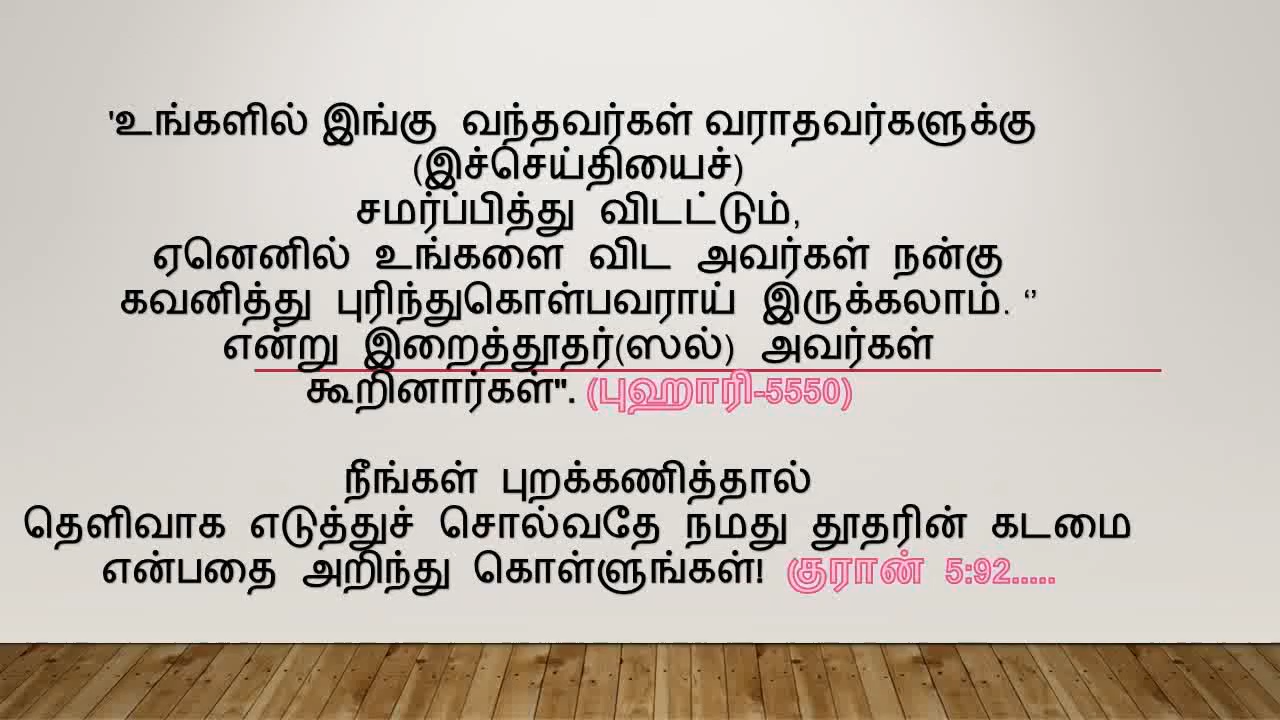 'உங்களில் இங்கு வந்தவர்கள் வராதவர்களுக்கு
(இச்செய்தியைச்)
சமர்ப்பித்து விடட்டும்,
ஏனெனில் உங்களை விட அவர்கள் நன்கு
கவனித்து புரிந்துகொள்பவராய் இருக்கலாம். ‘’
என்று இறைத்தூதர்(ஸல்) அவர்கள்
கூறினார்கள்". (புஹாரி-5550)
நீங்கள் புறக்கணித்தால்
தெளிவாக எடுத்துச் சொல்வதே நமது தூதரின் கடமை
என்பதை அறிந்து கொள்ளுங்கள்! குரான் 5:92.....